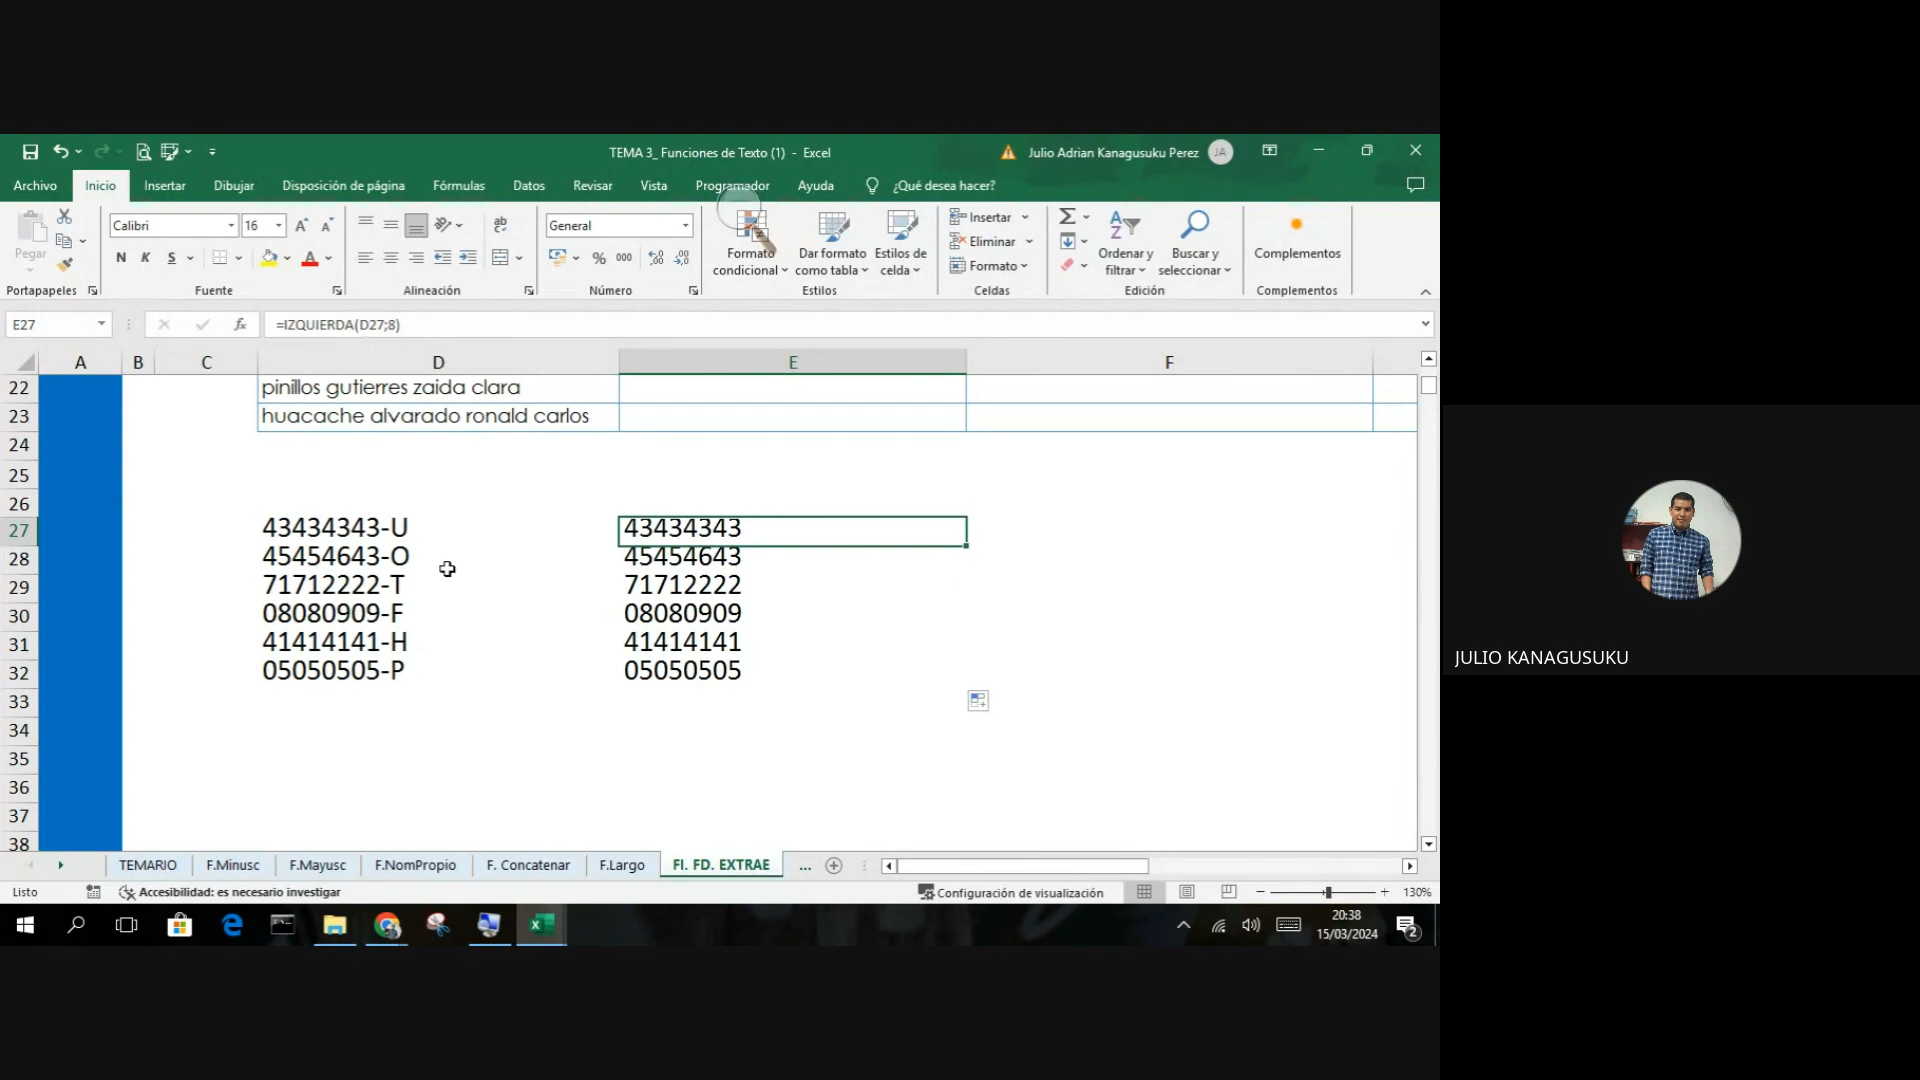 TEMA 3_ Funciones de Texto (1) - Excel
Julio Adrian Kanagusuku Perez
JA
Archivo Inicio Insertar Dibujar Disposición de página Fórmulas Datos Revisar Vista Programador Ayuda ¿Qué desea hacer?
Pegar
Portapapeles
Calibri 16
N K S
Fuente
ab
Alineación
General
% 000
Número
Formato condicional
Dar formato como tabla
Estilos de celda
Estilos
Insertar
Eliminar
Formato
Celdas
Ordenar y filtrar
Buscar y seleccionar
Edición
Complementos
Complementos
E27 fx =IZQUIERDA(D27;8)
A B C D E F
22 pinillos gutierres zaida clara
23 huacache alvarado ronald carlos
24
25
26
27 43434343-U 43434343
28 45454643-O 45454643
29 71712222-T 71712222
30 08080909-F 08080909
31 41414141-H 41414141
32 05050505-P 05050505
33
34
35
36
37
38
TEMARIO F.Minusc F.Mayusc F.NomPropio F. Concatenar F.Largo FI. FD. EXTRAE ...
Listo Accesibilidad: es necesario investigar Configuración de visualización 130%
20:38
15/03/2024
2
JULIO KANAGUSUKU